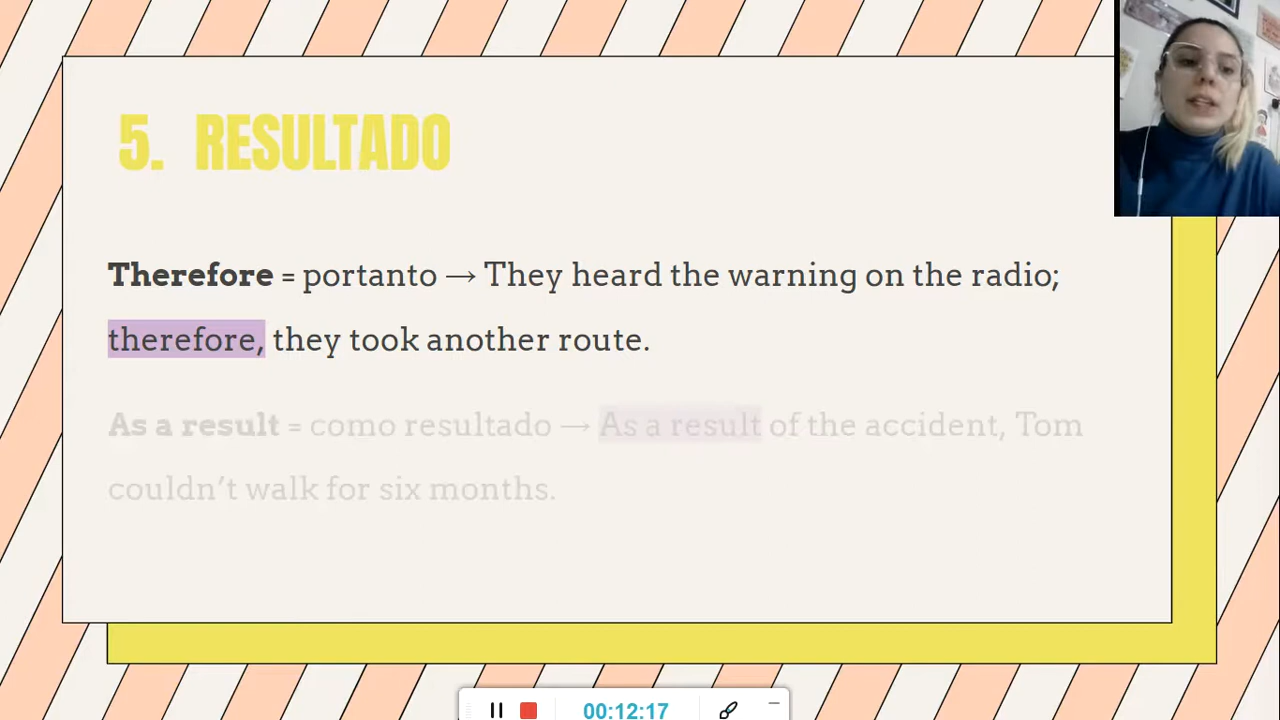 5. RESULTADO
Therefore = portanto → They heard the warning on the radio;
therefore, they took another route.
As a result = como resultado → As a result of the accident, Tom
couldn’t walk for six months.
00:12:17